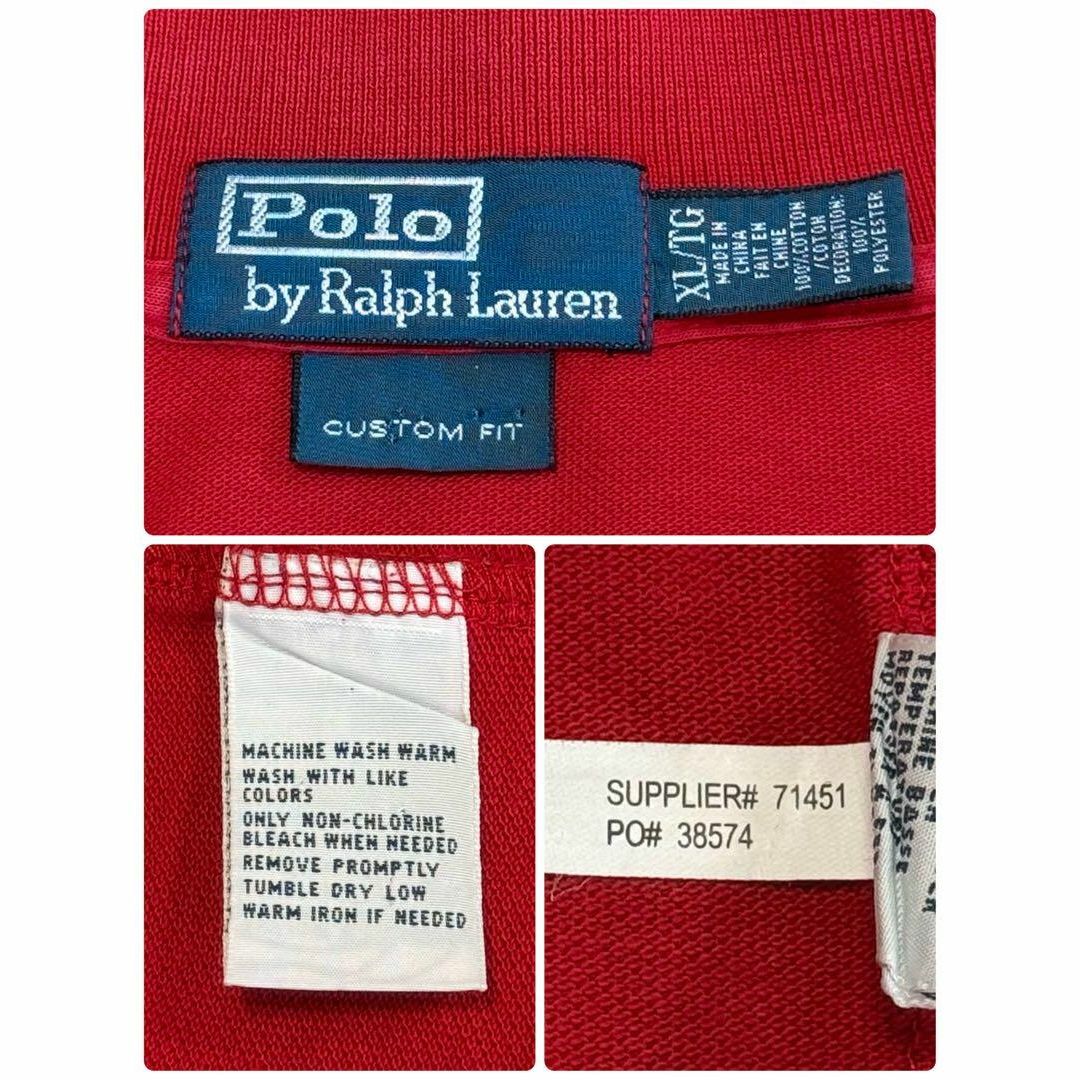 Polo
by Ralph Lauren
XL/TG
MADE IN
CHINA
FAIT EN
CHINE
100%COTTON
/COTON
DECORATION:
100%
POLYESTER
CUSTOM FIT
MACHINE WASH WARM
WASH WITH LIKE
COLORS
ONLY NON-CHLORINE
BLEACH WHEN NEEDED
REMOVE PROMPTLY
TUMBLE DRY LOW
WARM IRON IF NEEDED
SUPPLIER# 71451
PO# 38574